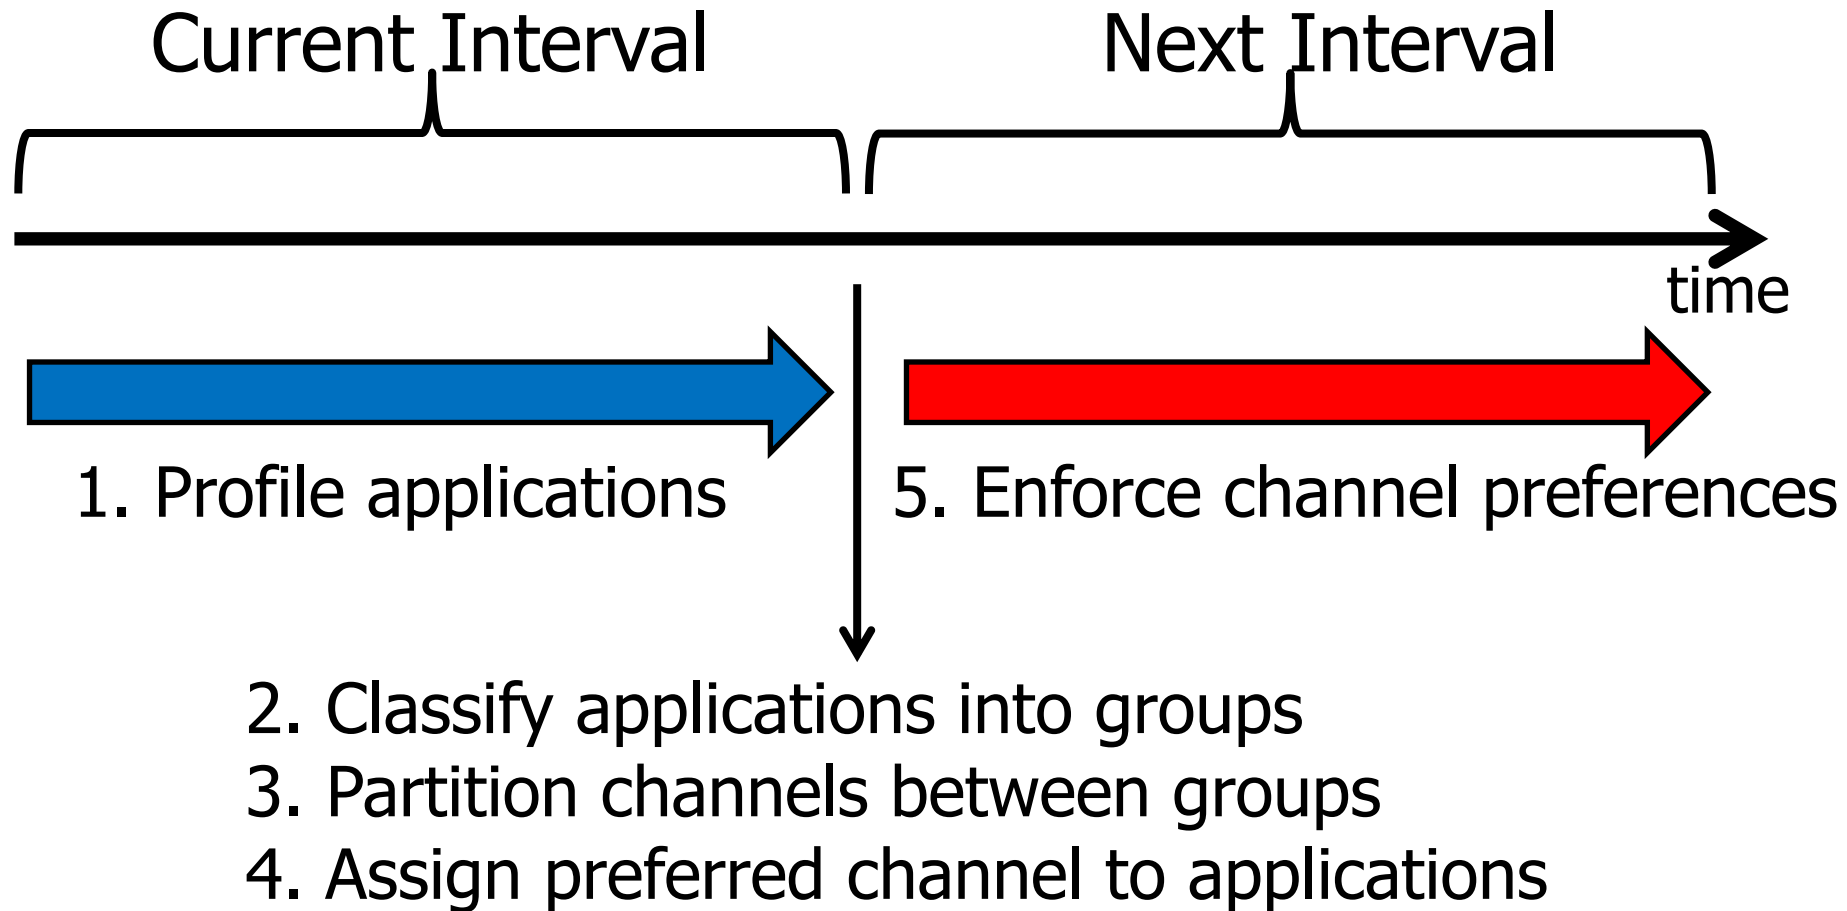 Current Interval
Next Interval
time
1. Profile applications
5. Enforce channel preferences
2. Classify applications into groups
3. Partition channels between groups
4. Assign preferred channel to applications